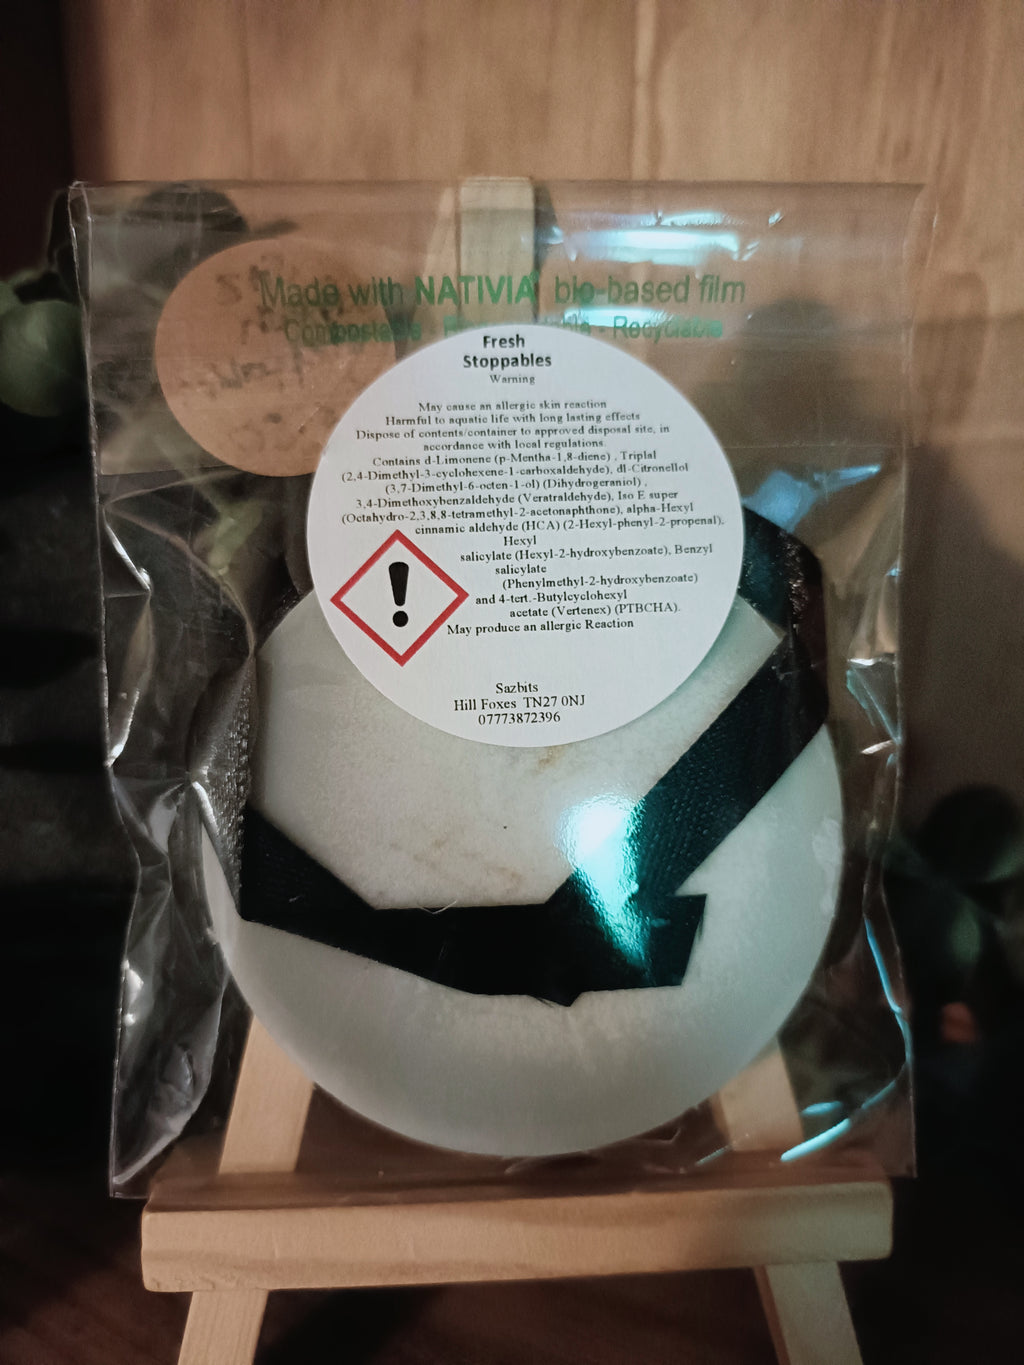 Made with NATIVIA® bio-based film
Compostable - - Recyclable
Fresh
Stoppables
Warning
May cause an allergic skin reaction
Harmful to aquatic life with long lasting effects
Dispose of contents/container to approved disposal site, in
accordance with local regulations.
Contains d-Limonene (p-Mentha-1,8-diene) , Triplal
(2,4-Dimethyl-3-cyclohexene-1-carboxaldehyde), dl-Citronellol
(3,7-Dimethyl-6-octen-1-ol) (Dihydrogeraniol) ,
3,4-Dimethoxybenzaldehyde (Veratraldehyde), Iso E super
(Octahydro-2,3,8,8-tetramethyl-2-acetonaphthone), alpha-Hexyl
cinnamic aldehyde (HCA) (2-Hexyl-phenyl-2-propenal),
Hexyl
salicylate (Hexyl-2-hydroxybenzoate), Benzyl
salicylate
(Phenylmethyl-2-hydroxybenzoate)
and 4-tert.-Butylcyclohexyl
acetate (Vertenex) (PTBCHA).
May produce an allergic Reaction
Sazbits
Hill Foxes TN27 0NJ
07773872396